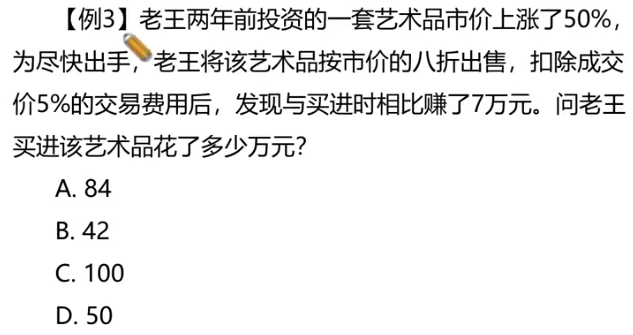 【例3】老王两年前投资的一套艺术品市价上涨了50%，
为尽快出手，老王将该艺术品按市价的八折出售，扣除成交
价5%的交易费用后，发现与买进时相比赚了7万元。问老王
买进该艺术品花了多少万元？
A. 84
B. 42
C. 100
D. 50